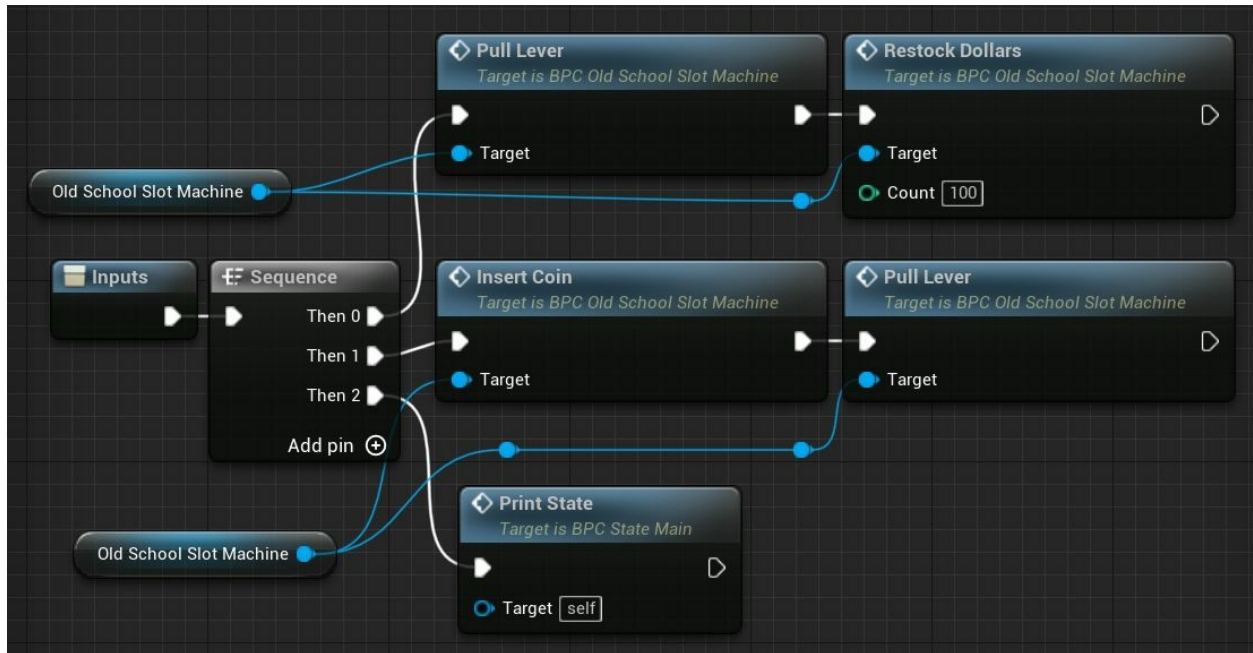 Pull Lever
Target is BPC Old School Slot Machine
Target
Restock Dollars
Target is BPC Old School Slot Machine
Target
Count 100
Old School Slot Machine
Inputs
Sequence
Then 0
Then 1
Then 2
Add pin
Insert Coin
Target is BPC Old School Slot Machine
Target
Pull Lever
Target is BPC Old School Slot Machine
Target
Old School Slot Machine
Print State
Target is BPC State Main
Target self